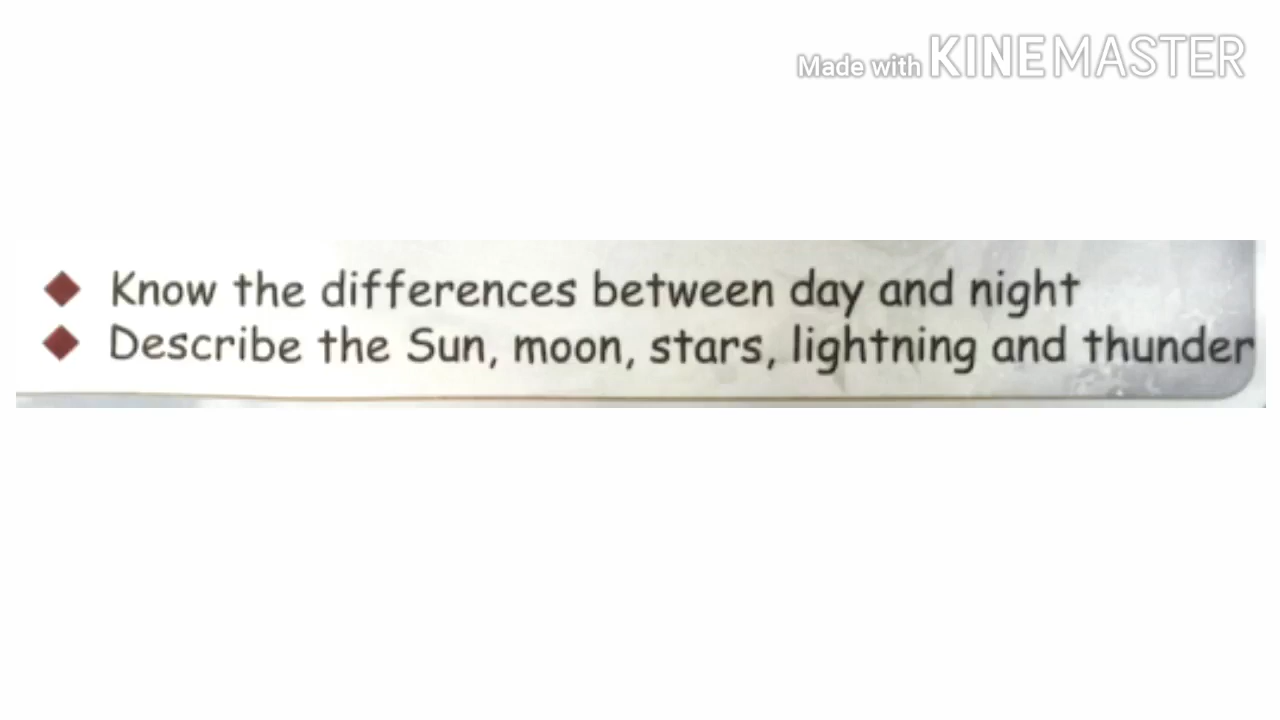 Made with KINEMASTER
Know the differences between day and night
Describe the Sun, moon, stars, lightning and thunder